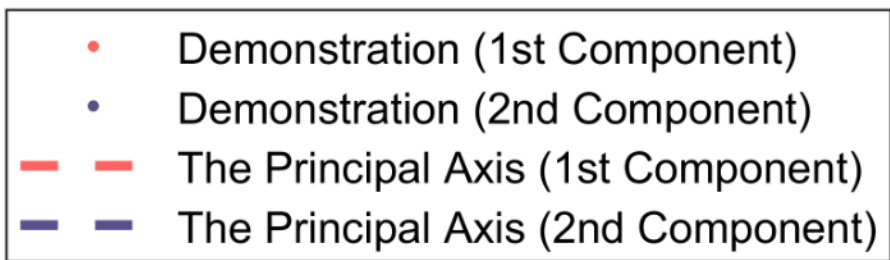 Demonstration (1st Component)
Demonstration (2nd Component)
The Principal Axis (1st Component)
The Principal Axis (2nd Component)